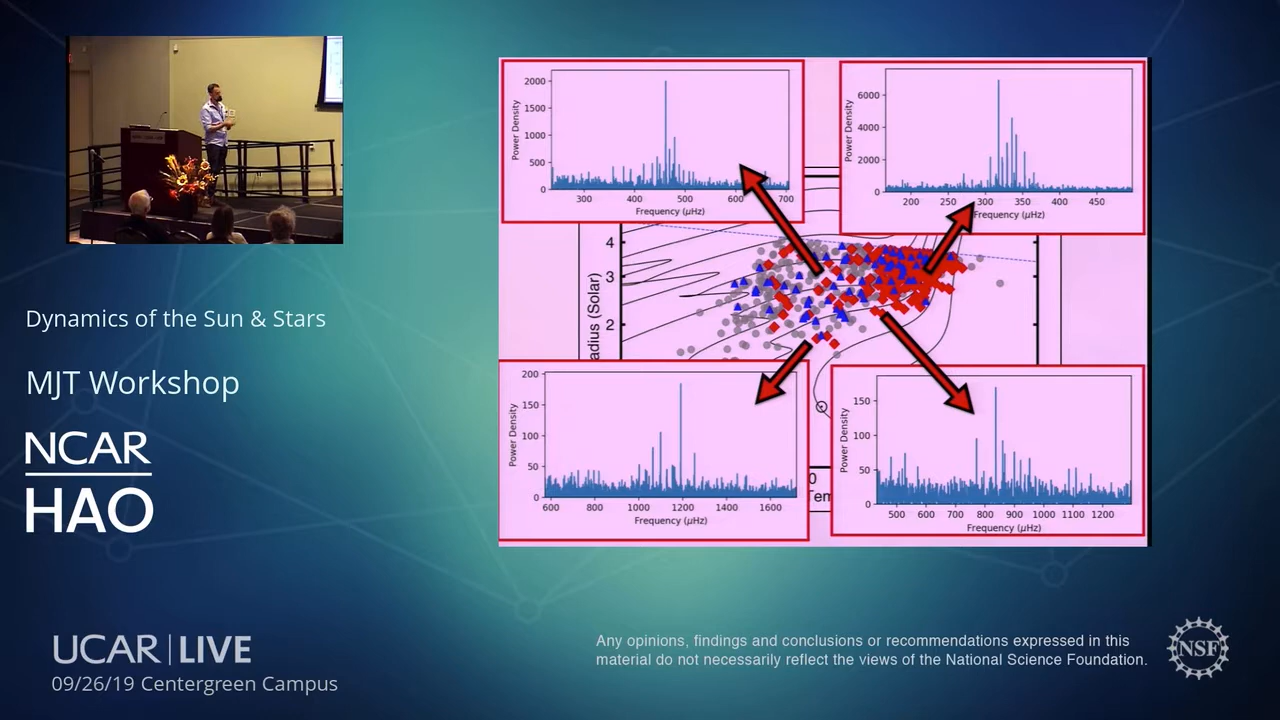 Dynamics of the Sun & Stars
MJT Workshop
NCAR
HAO
UCAR | LIVE
09/26/19 Centergreen Campus
2000
1500
1000
500
0
Power Density
300 400 500 600 700
Frequency (μHz)
6000
4000
2000
0
Power Density
200 250 300 350 400 450
Frequency (μHz)
4
3
2
adius (Solar)
0
Tem
200
150
100
50
0
Power Density
600 800 1000 1200 1400 1600
Frequency (μHz)
150
100
50
0
Power Density
500 600 700 800 900 1000 1100 1200
Frequency (μHz)
Any opinions, findings and conclusions or recommendations expressed in this
material do not necessarily reflect the views of the National Science Foundation.
NSF